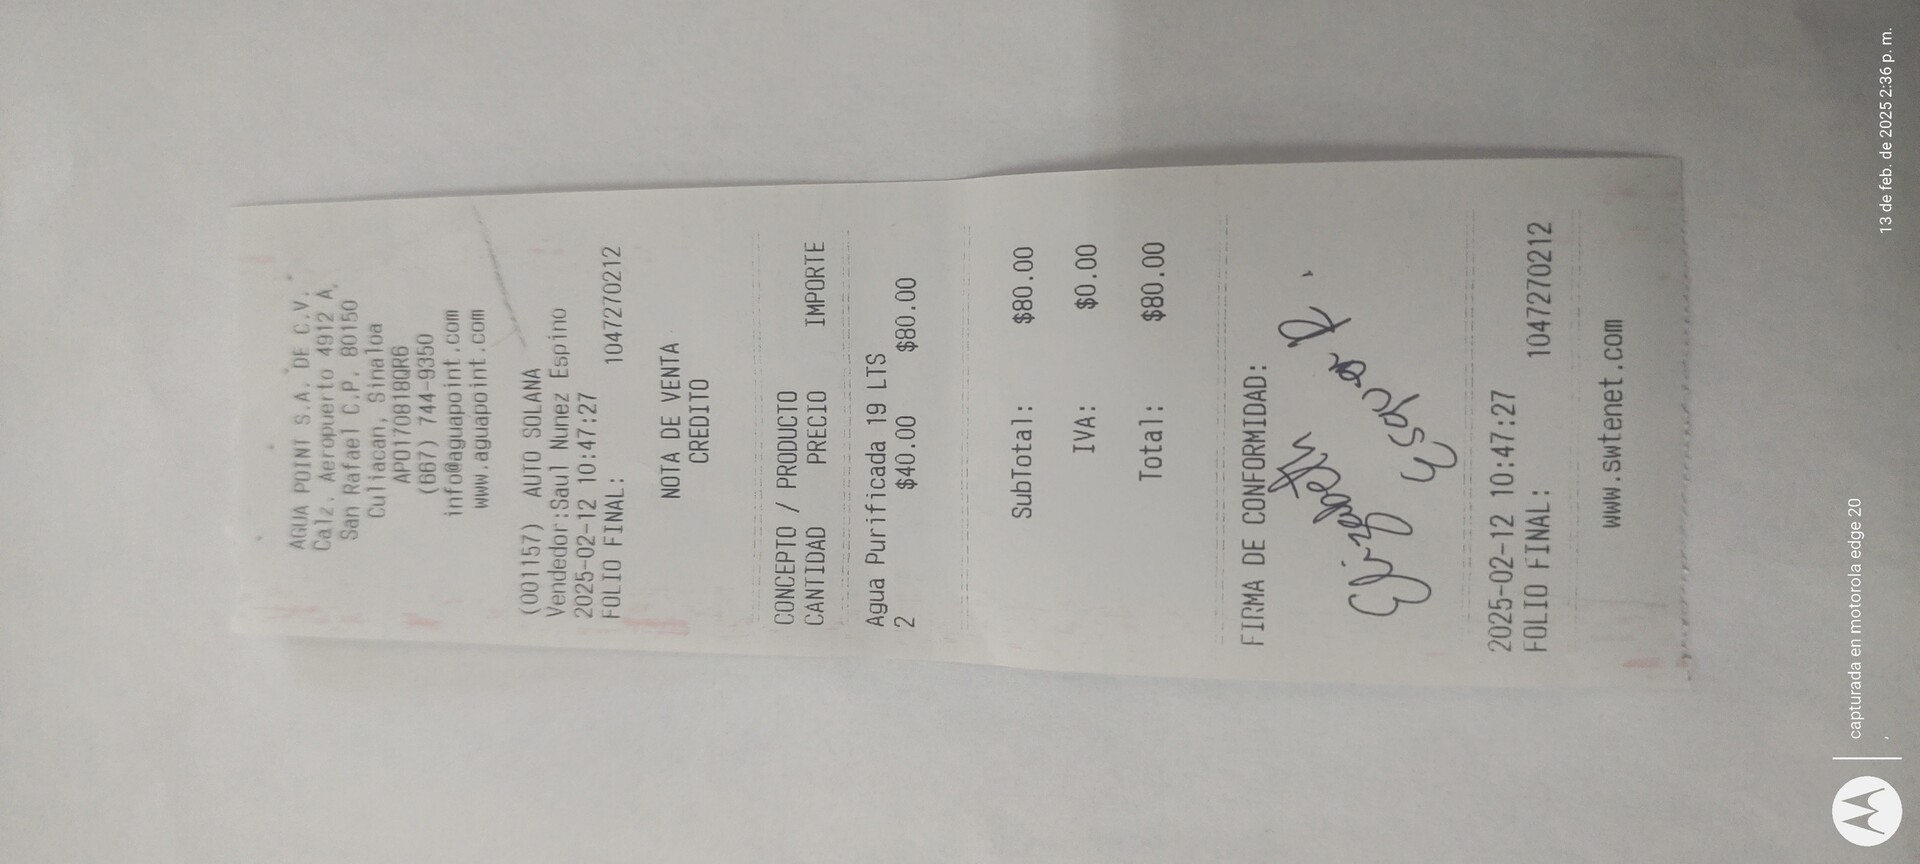 AGUA POINT S.A. DE C.V.
Calz. Aeropuerto 4912 A,
San Rafael C.P. 80150
Culiacan, Sinaloa
APO170818QR6
(667) 744-9350
info@aguapoint.com
www.aguapoint.com
(001157) AUTO SOLANA
Vendedor:Saul Nunez Espino
2025-02-12 10:47:27
FOLIO FINAL: 1047270212
NOTA DE VENTA
CREDITO
CONCEPTO / PRODUCTO
CANTIDAD PRECIO IMPORTE
Agua Purificada 19 LTS
2 $40.00 $80.00
SubTotal: $80.00
IVA: $0.00
Total: $80.00
FIRMA DE CONFORMIDAD:
Elizabeth
R.
2025-02-12 10:47:27
FOLIO FINAL: 1047270212
www.swtenet.com
capturada en motorola edge 20
13 de feb. de 2025 2:36 p. m.